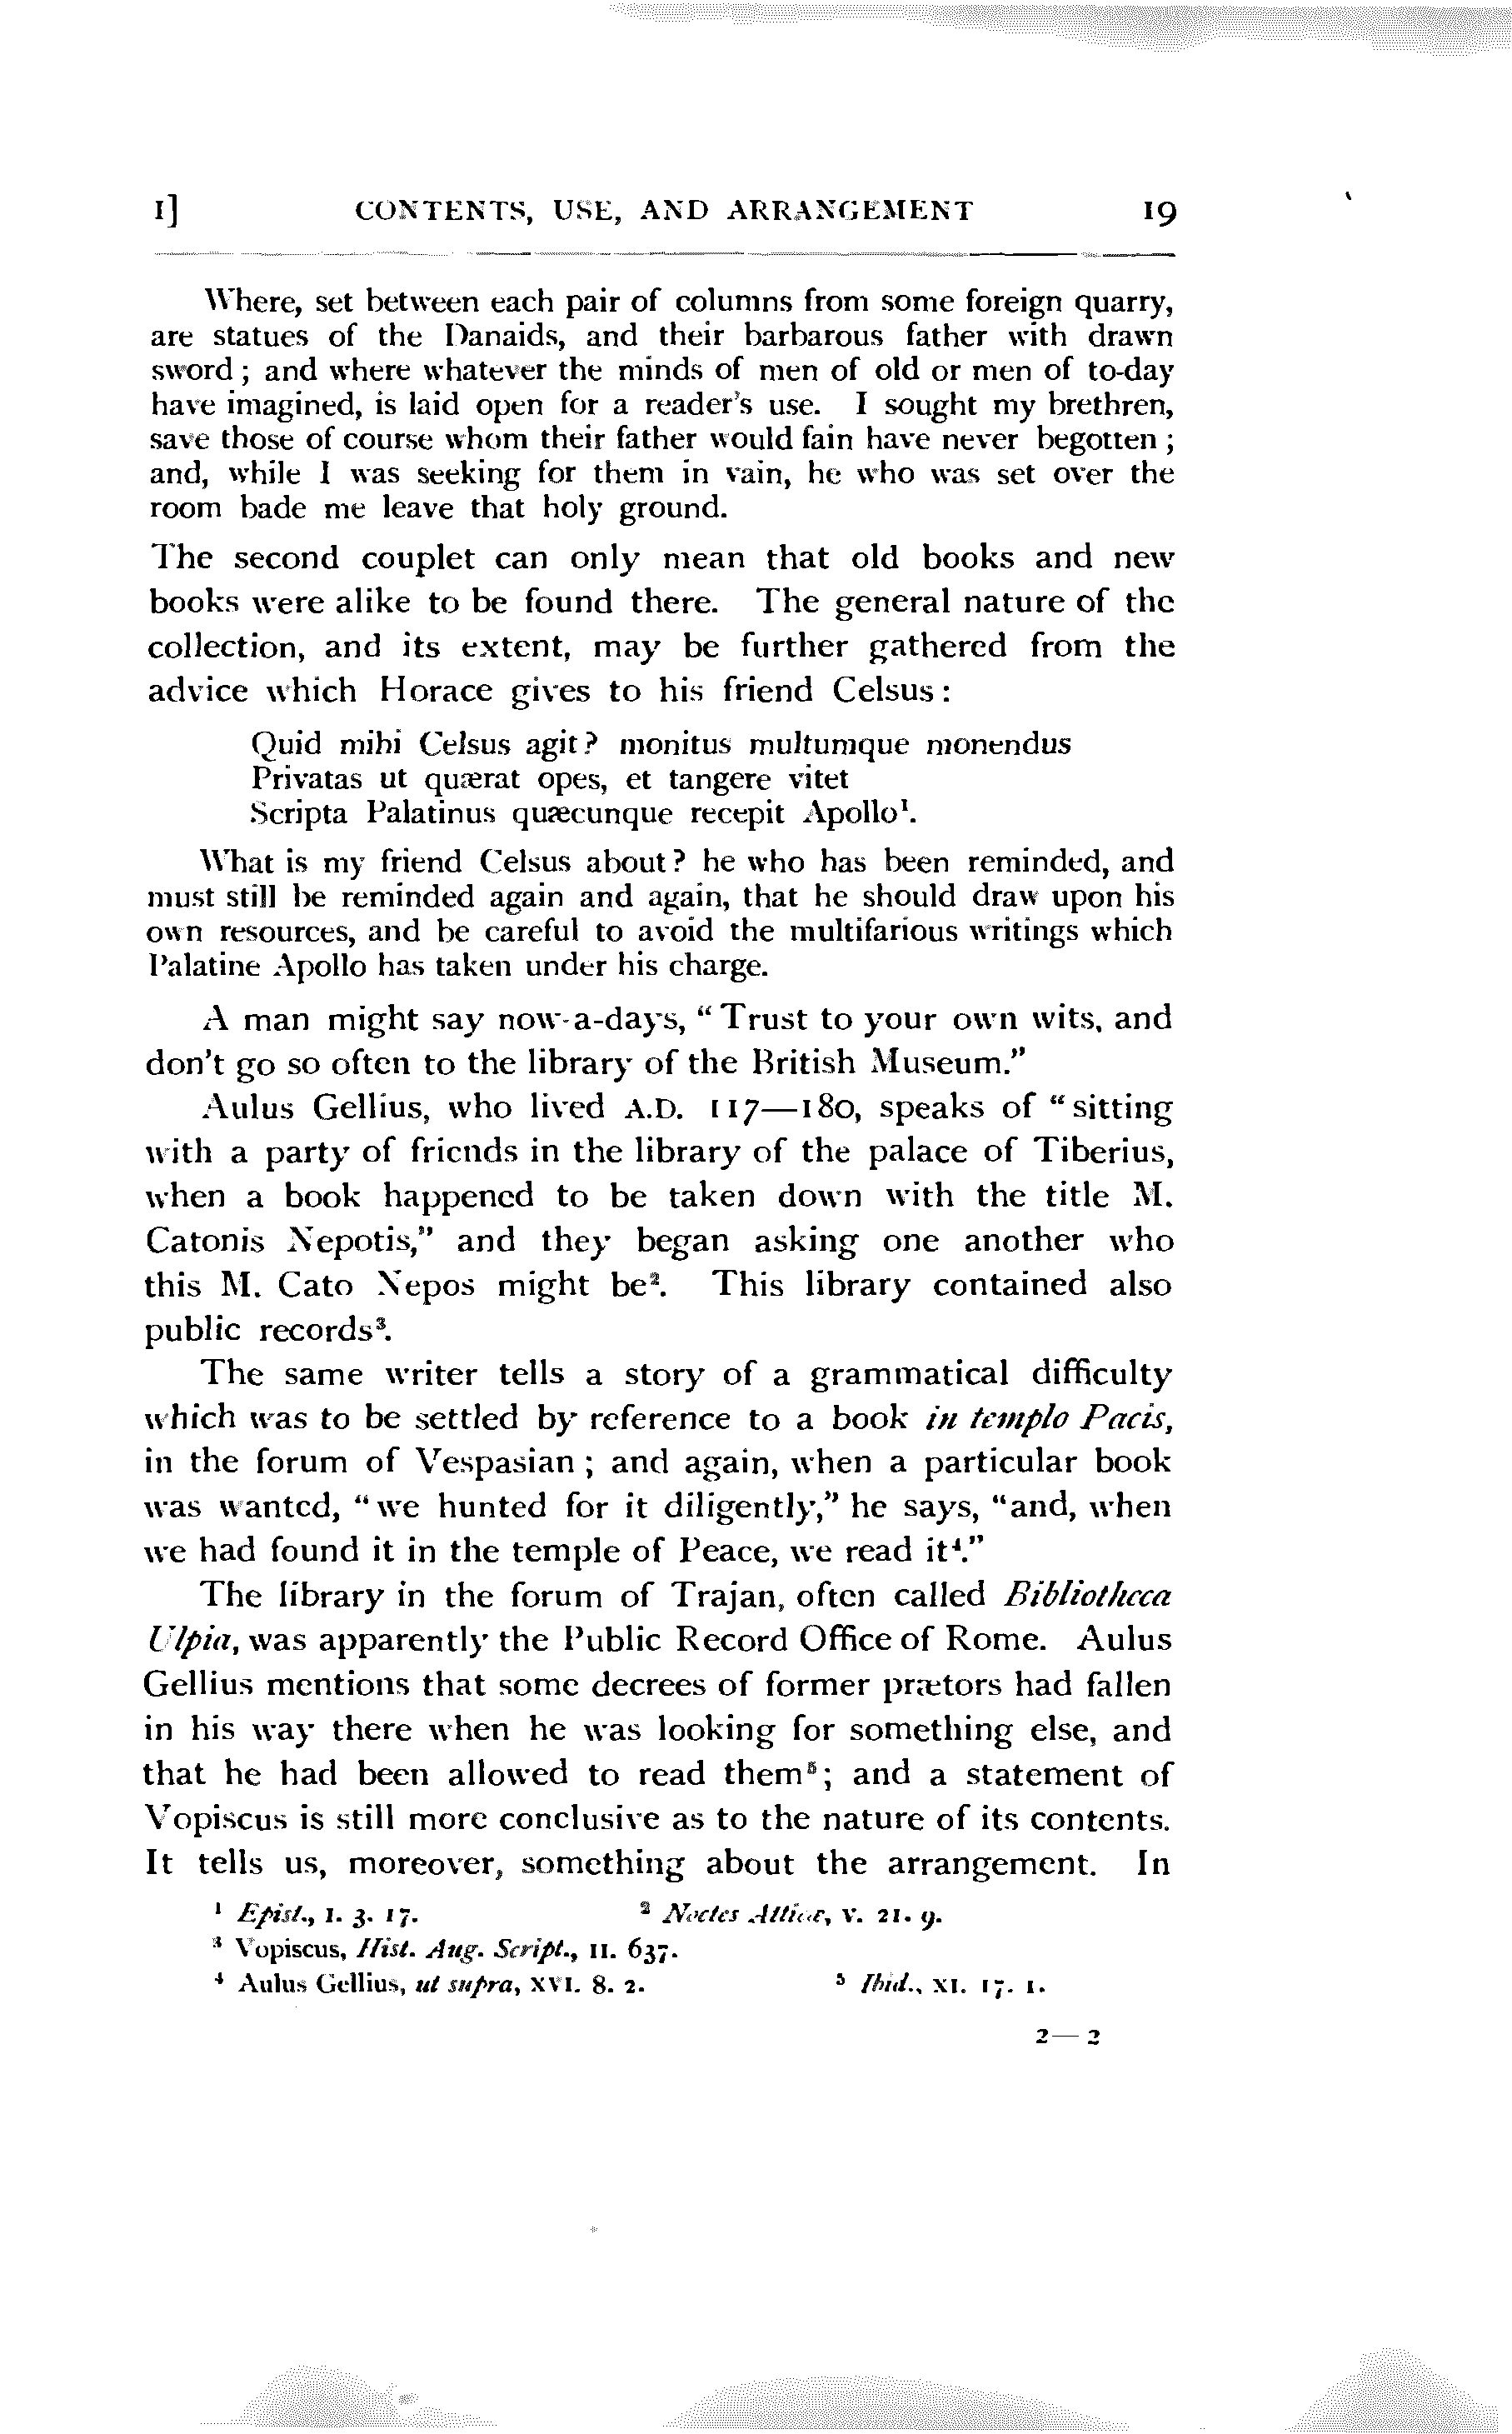 I] CONTENTS, USE, AND ARRANGEMENT 19
Where, set between each pair of columns from some foreign quarry,
are statues of the Danaids, and their barbarous father with drawn
sword ; and where whatever the minds of men of old or men of to-day
have imagined, is laid open for a reader's use. I sought my brethren,
save those of course whom their father would fain have never begotten ;
and, while I was seeking for them in vain, he who was set over the
room bade me leave that holy ground.
The second couplet can only mean that old books and new
books were alike to be found there. The general nature of the
collection, and its extent, may be further gathered from the
advice which Horace gives to his friend Celsus :
Quid mihi Celsus agit ? monitus multumque monendus
Privatas ut quærat opes, et tangere vitet
Scripta Palatinus quæcunque recepit Apollo¹.
What is my friend Celsus about ? he who has been reminded, and
must still be reminded again and again, that he should draw upon his
own resources, and be careful to avoid the multifarious writings which
Palatine Apollo has taken under his charge.
A man might say now-a-days, “ Trust to your own wits, and
don't go so often to the library of the British Museum.”
Aulus Gellius, who lived A.D. 117—180, speaks of “ sitting
with a party of friends in the library of the palace of Tiberius,
when a book happened to be taken down with the title M.
Catonis Nepotis,” and they began asking one another who
this M. Cato Nepos might be². This library contained also
public records³.
The same writer tells a story of a grammatical difficulty
which was to be settled by reference to a book in templo Pacis,
in the forum of Vespasian ; and again, when a particular book
was wanted, “ we hunted for it diligently,” he says, “and, when
we had found it in the temple of Peace, we read it⁴.”
The library in the forum of Trajan, often called Bibliotheca
Ulpia, was apparently the Public Record Office of Rome. Aulus
Gellius mentions that some decrees of former prætors had fallen
in his way there when he was looking for something else, and
that he had been allowed to read them⁵; and a statement of
Vopiscus is still more conclusive as to the nature of its contents.
It tells us, moreover, something about the arrangement. In
¹ Epist., I. 3. 17. ² Noctes Atticæ, V. 21. 9.
³ Vopiscus, Hist. Aug. Script., II. 637.
⁴ Aulus Gellius, ut supra, XVI. 8. 2. ⁵ Ibid., XI. 17. 1.
2—2